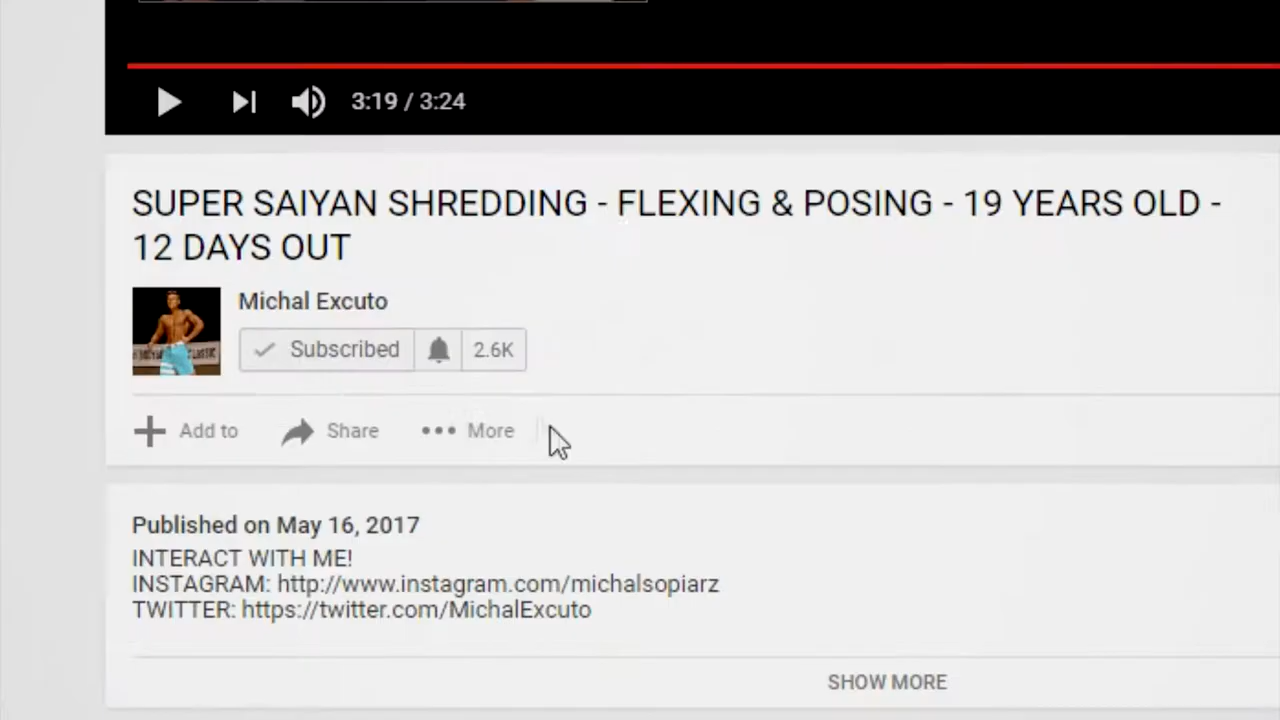 3:19 / 3:24
SUPER SAIYAN SHREDDING - FLEXING & POSING - 19 YEARS OLD -
12 DAYS OUT
Michal Excuto
Subscribed 2.6K
Add to Share More
Published on May 16, 2017
INTERACT WITH ME!
INSTAGRAM: http://www.instagram.com/michalsopiarz
TWITTER: https://twitter.com/MichalExcuto
SHOW MORE